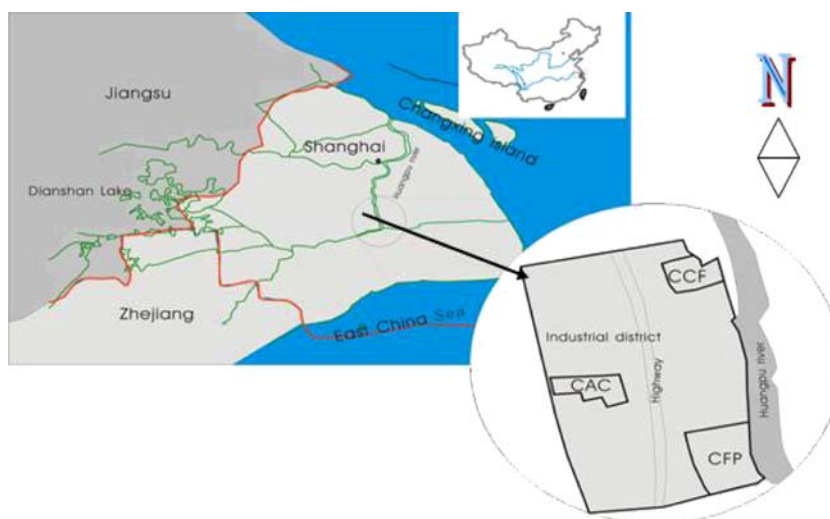 Jiangsu
Shanghai
Changxing Island
Dianshan Lake
Huangpu river
Zhejiang
East China Sea
N
CCF
Industrial district
Highway
CAC
Huangpu river
CFP